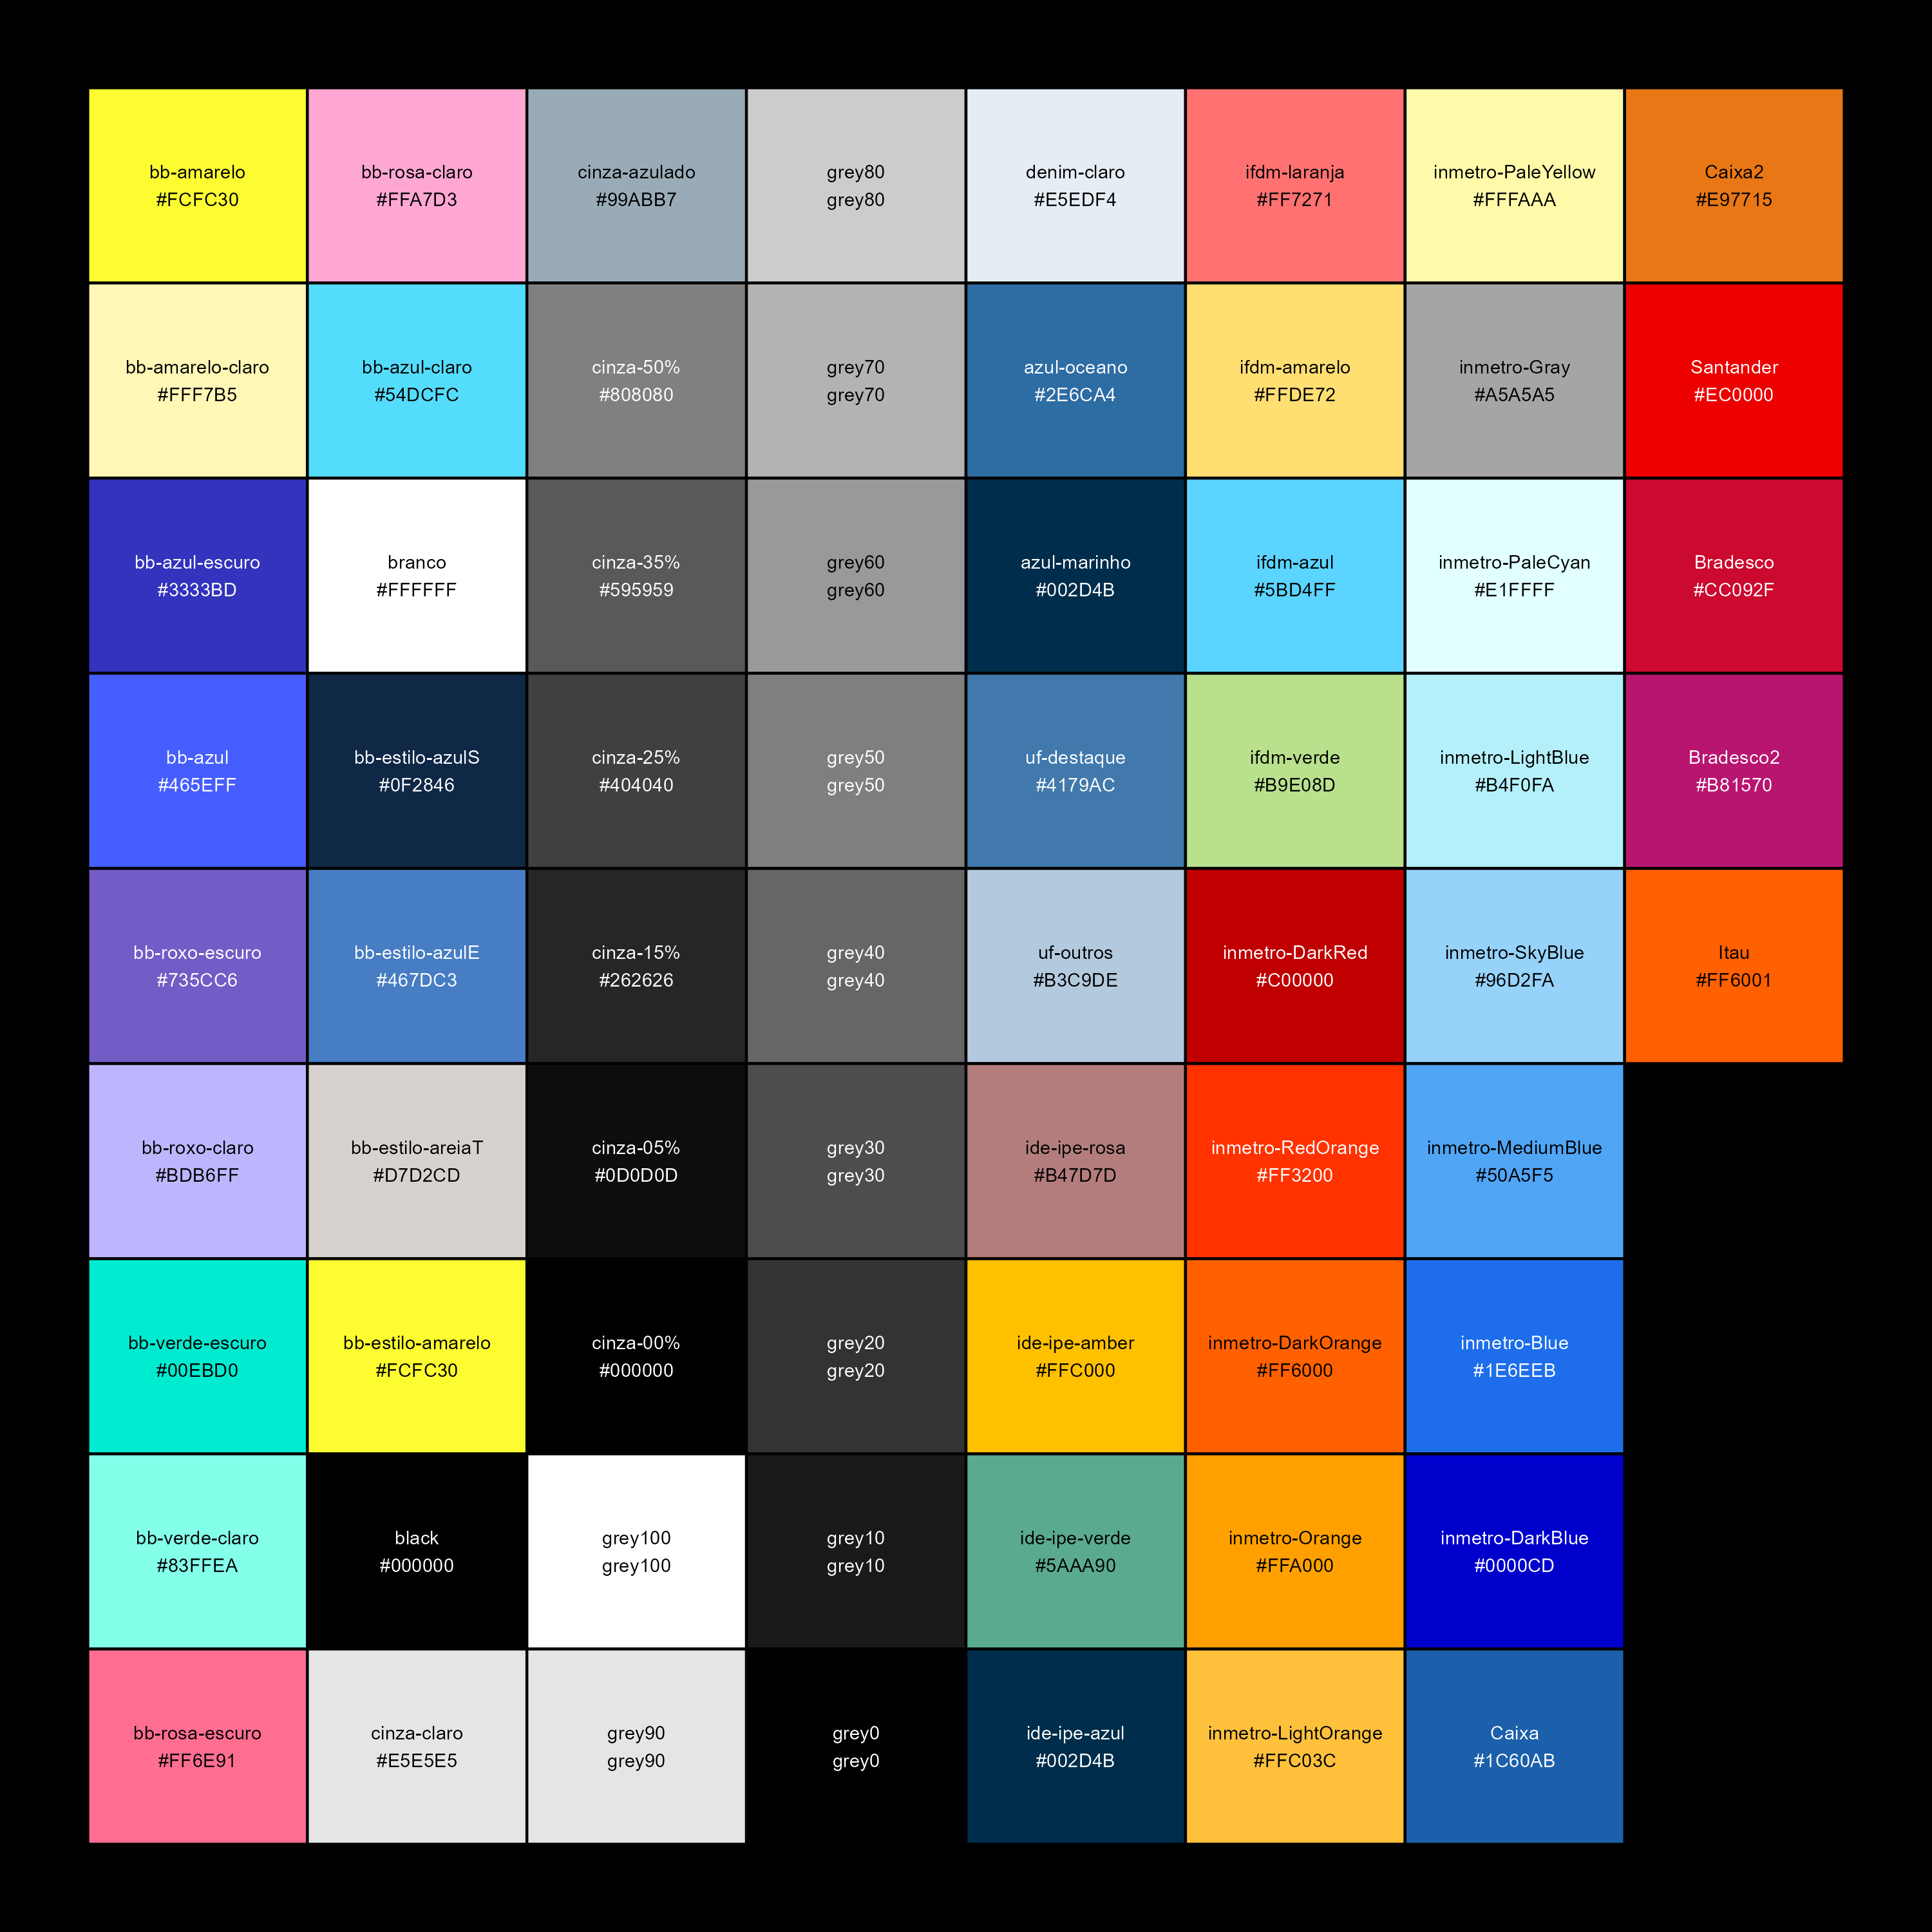 bb-amarelo
#FCFC30
bb-rosa-claro
#FFA7D3
cinza-azulado
#99ABB7
grey80
grey80
denim-claro
#E5EDF4
ifdm-laranja
#FF7271
inmetro-PaleYellow
#FFFAAA
Caixa2
#E97715
bb-amarelo-claro
#FFF7B5
bb-azul-claro
#54DCFC
cinza-50%
#808080
grey70
grey70
azul-oceano
#2E6CA4
ifdm-amarelo
#FFDE72
inmetro-Gray
#A5A5A5
Santander
#EC0000
bb-azul-escuro
#3333BD
branco
#FFFFFF
cinza-35%
#595959
grey60
grey60
azul-marinho
#002D4B
ifdm-azul
#5BD4FF
inmetro-PaleCyan
#E1FFFF
Bradesco
#CC092F
bb-azul
#465EFF
bb-estilo-azulS
#0F2846
cinza-25%
#404040
grey50
grey50
uf-destaque
#4179AC
ifdm-verde
#B9E08D
inmetro-LightBlue
#B4F0FA
Bradesco2
#B81570
bb-roxo-escuro
#735CC6
bb-estilo-azulE
#467DC3
cinza-15%
#262626
grey40
grey40
uf-outros
#B3C9DE
inmetro-DarkRed
#C00000
inmetro-SkyBlue
#96D2FA
Itau
#FF6001
bb-roxo-claro
#BDB6FF
bb-estilo-areiaT
#D7D2CD
cinza-05%
#0D0D0D
grey30
grey30
ide-ipe-rosa
#B47D7D
inmetro-RedOrange
#FF3200
inmetro-MediumBlue
#50A5F5
bb-verde-escuro
#00EBD0
bb-estilo-amarelo
#FCFC30
cinza-00%
#000000
grey20
grey20
ide-ipe-amber
#FFC000
inmetro-DarkOrange
#FF6000
inmetro-Blue
#1E6EEB
bb-verde-claro
#83FFEA
black
#000000
grey100
grey100
grey10
grey10
ide-ipe-verde
#5AAA90
inmetro-Orange
#FFA000
inmetro-DarkBlue
#0000CD
bb-rosa-escuro
#FF6E91
cinza-claro
#E5E5E5
grey90
grey90
grey0
grey0
ide-ipe-azul
#002D4B
inmetro-LightOrange
#FFC03C
Caixa
#1C60AB